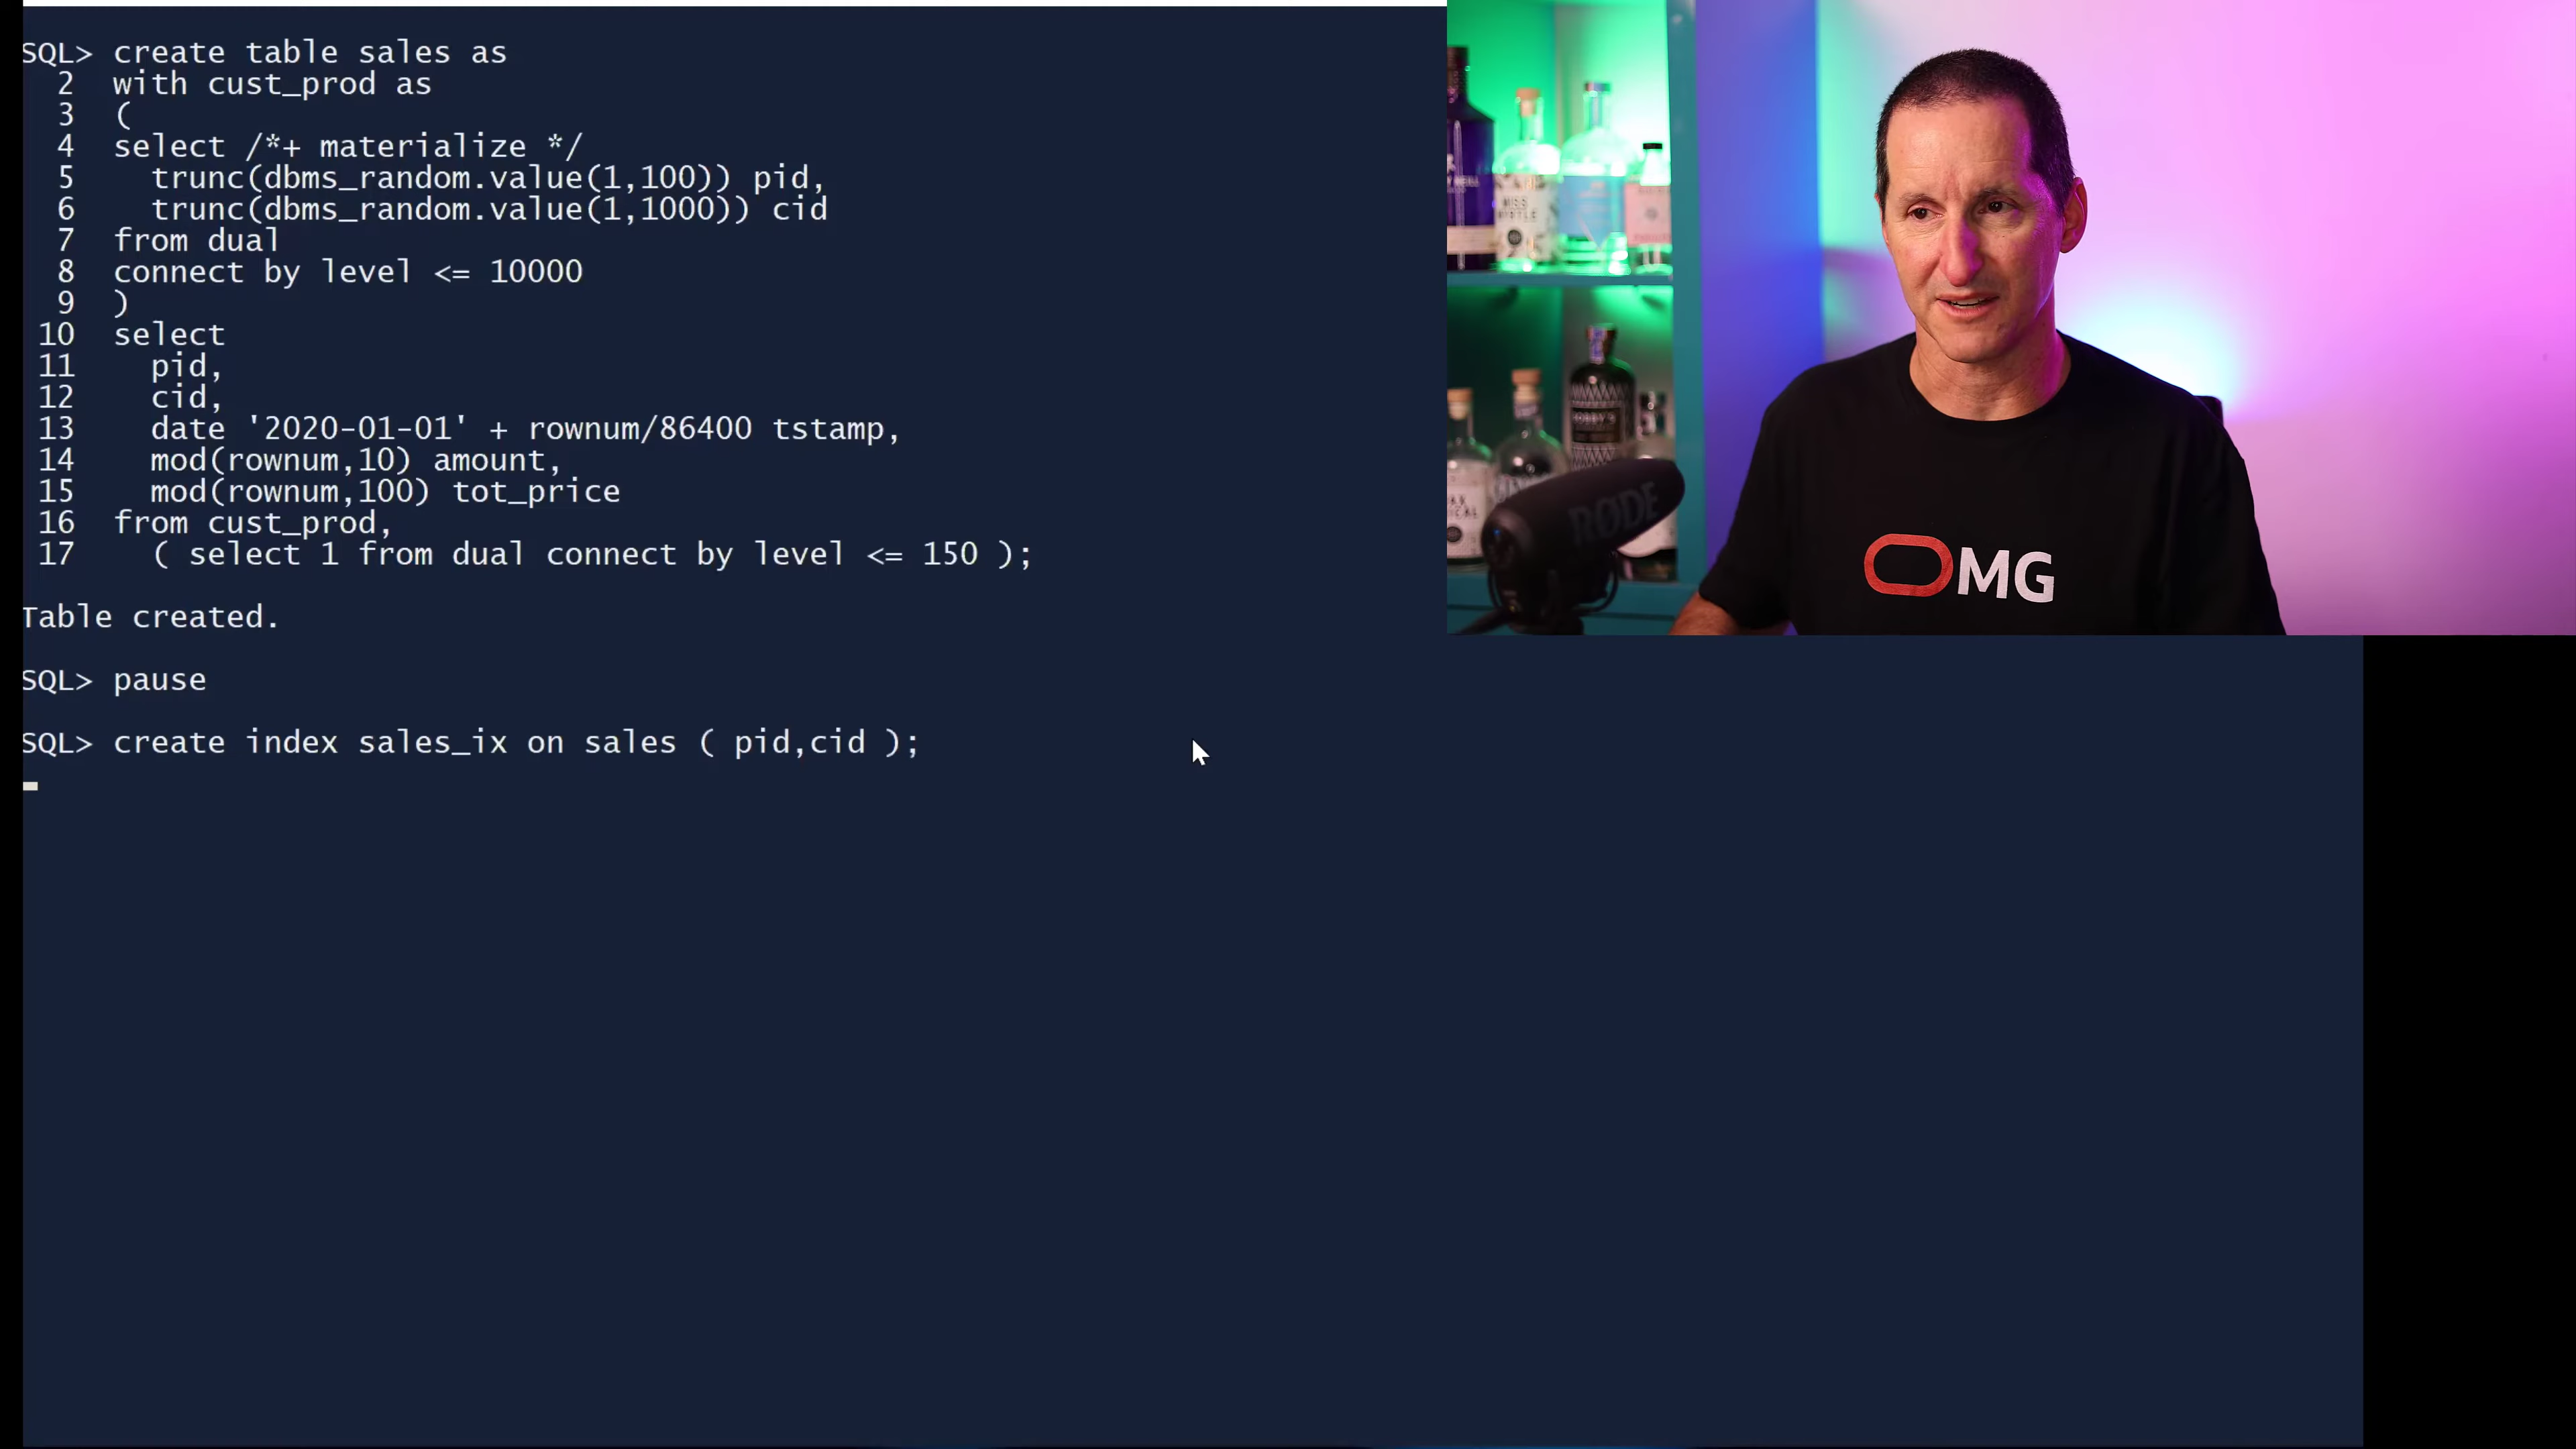 SQL> create table sales as
2 with cust_prod as
3 (
4 select /*+ materialize */
5 trunc(dbms_random.value(1,100)) pid,
6 trunc(dbms_random.value(1,1000)) cid
7 from dual
8 connect by level <= 10000
9 )
10 select
11 pid,
12 cid,
13 date '2020-01-01' + rownum/86400 tstamp,
14 mod(rownum,10) amount,
15 mod(rownum,100) tot_price
16 from cust_prod,
17 ( select 1 from dual connect by level <= 150 );
Table created.
SQL> pause
SQL> create index sales_ix on sales ( pid,cid );
MISS
MYRTLE
RØDE
OMG